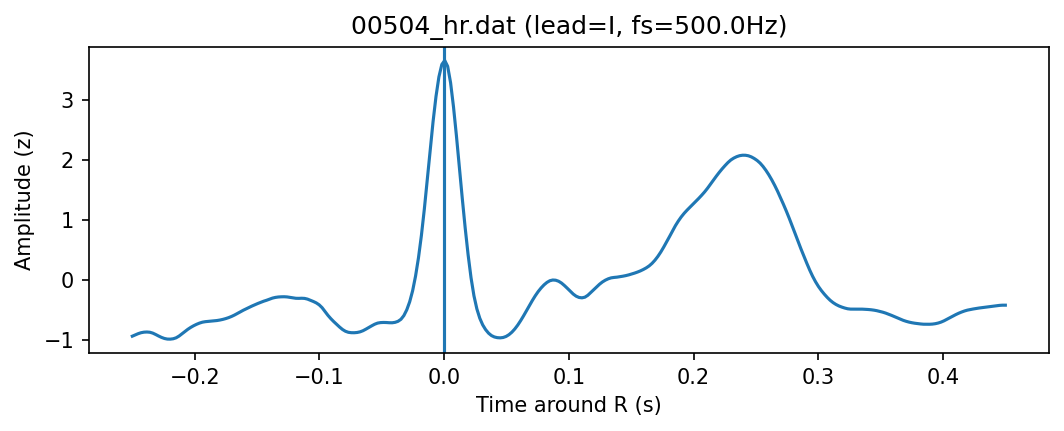 00504_hr.dat (lead=I, fs=500.0Hz)
Amplitude (z)
3
2
1
0
−1
−0.2 −0.1 0.0 0.1 0.2 0.3 0.4
Time around R (s)